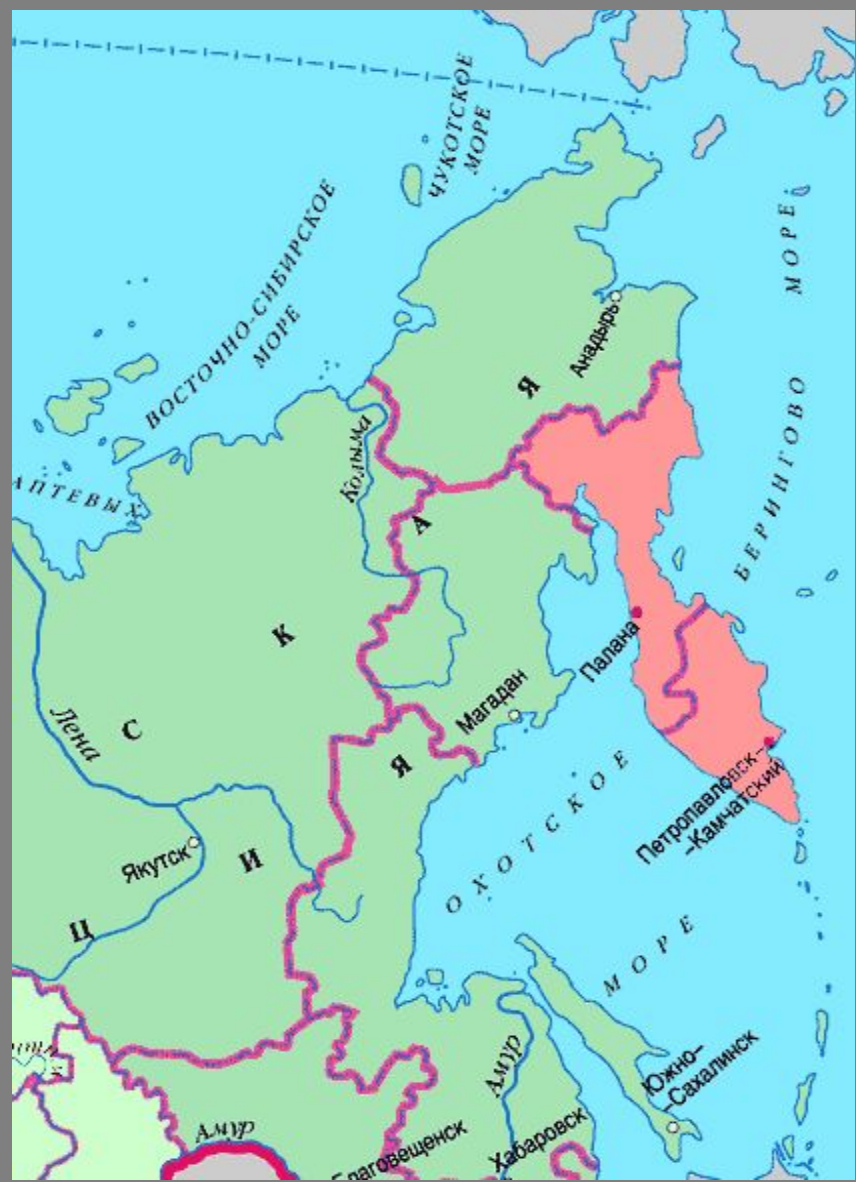 ЧУКОТСКОЕ
МОРЕ
ВОСТОЧНО-СИБИРСКОЕ
МОРЕ
БЕРИНГОВО МОРЕ
Анадырь
Я
Колыма
АПТЕВЫХ
А
К
Палана
Лена
С
Магадан
Я
Петропавловск–
–Камчатский
Якутск
И
ОХОТСКОЕ
МОРЕ
Ц
Амур
Южно–
–Сахалинск
Амур
Благовещенск
Хабаровск